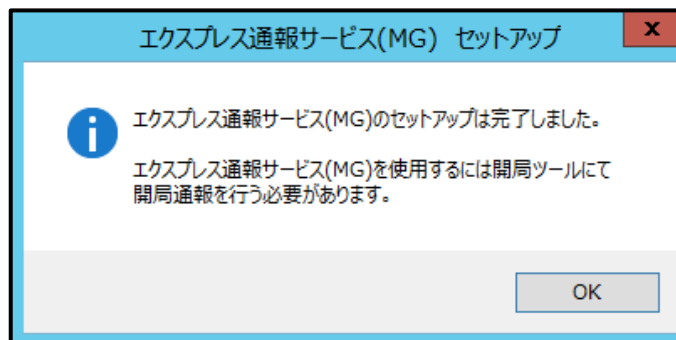 エクスプレス通報サービス(MG) セットアップ
x
エクスプレス通報サービス(MG)のセットアップは完了しました。
エクスプレス通報サービス(MG)を使用するには開局ツールにて
開局通報を行う必要があります。
OK